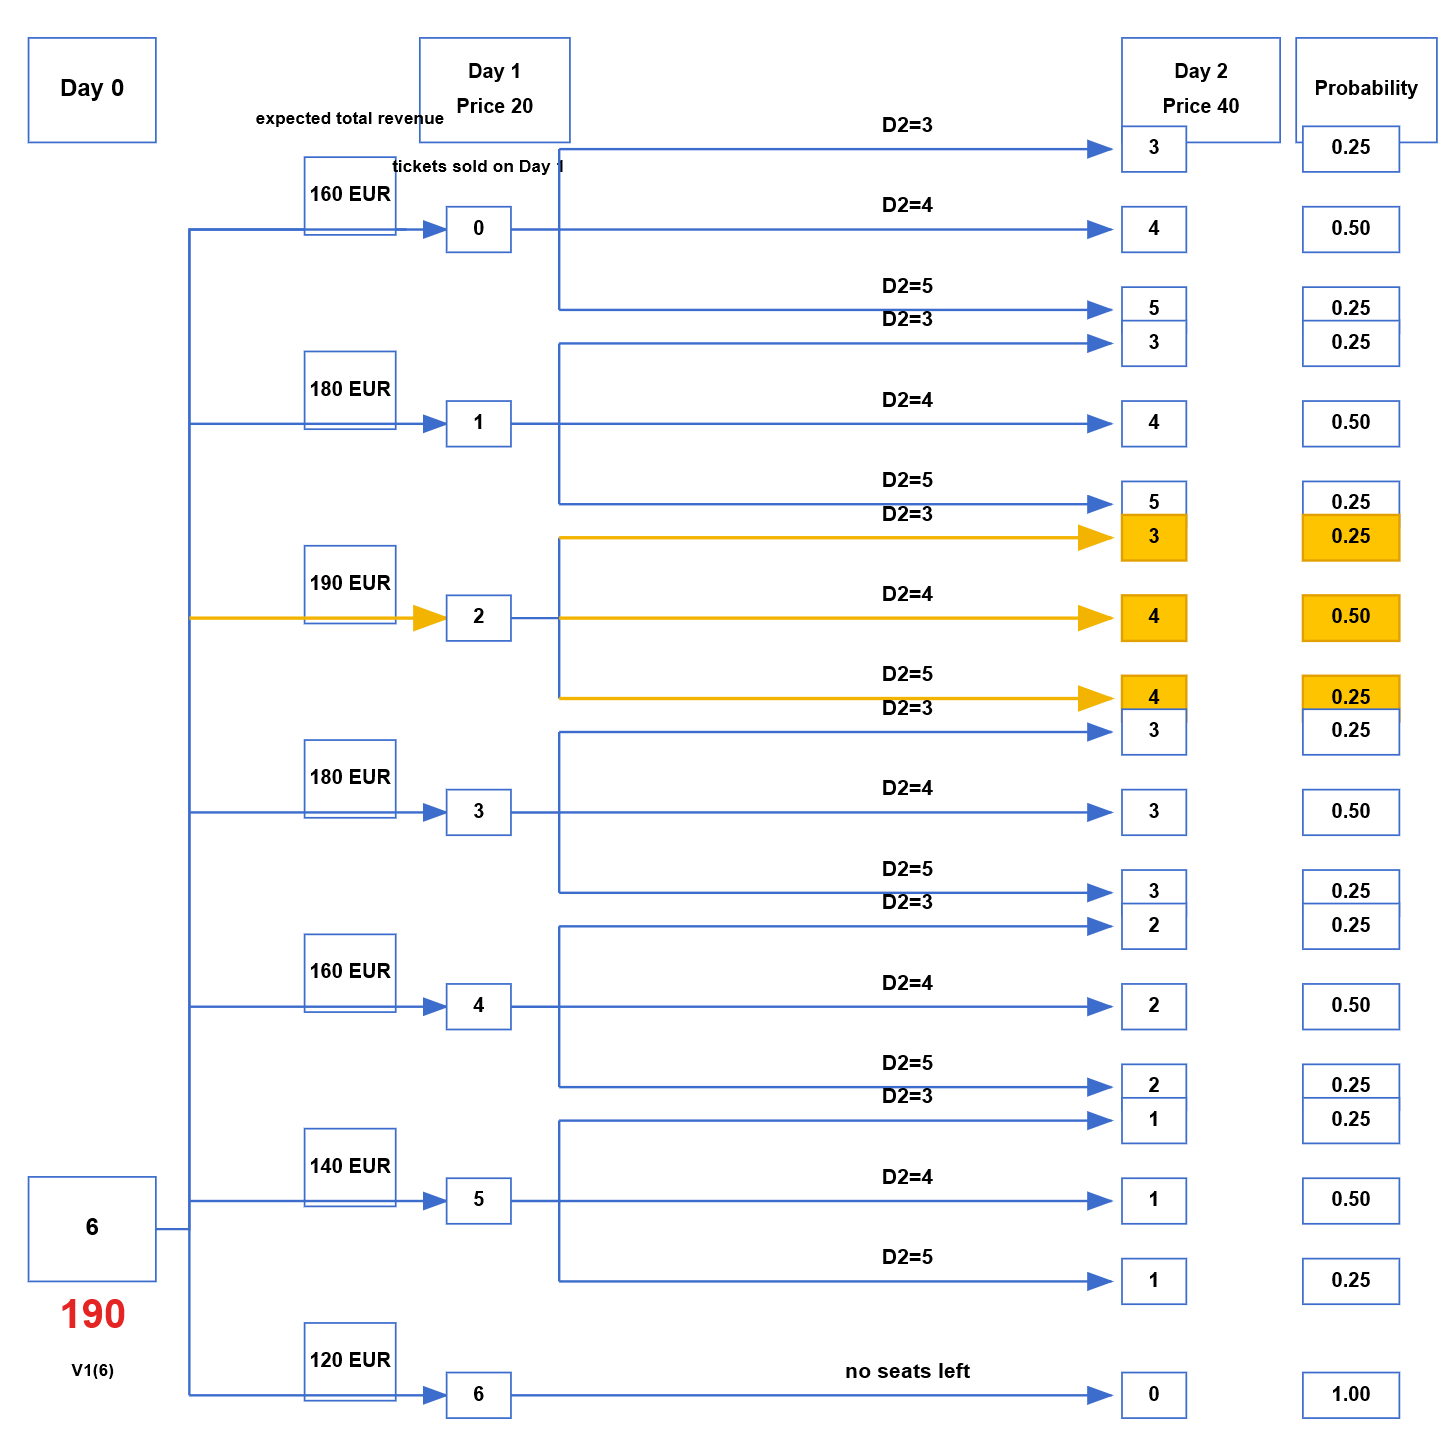 Day 0
Day 1
Price 20
Day 2
Price 40
Probability
expected total revenue
tickets sold on Day 1
D2=3
3
0.25
160 EUR
0
D2=4
4
0.50
D2=5
5
0.25
D2=3
3
0.25
180 EUR
1
D2=4
4
0.50
D2=5
5
0.25
D2=3
3
0.25
190 EUR
2
D2=4
4
0.50
D2=5
4
0.25
D2=3
3
0.25
180 EUR
3
D2=4
3
0.50
D2=5
3
0.25
D2=3
2
0.25
160 EUR
4
D2=4
2
0.50
D2=5
2
0.25
D2=3
1
0.25
140 EUR
5
D2=4
1
0.50
6
D2=5
1
0.25
190
V1(6)
120 EUR
6
no seats left
0
1.00